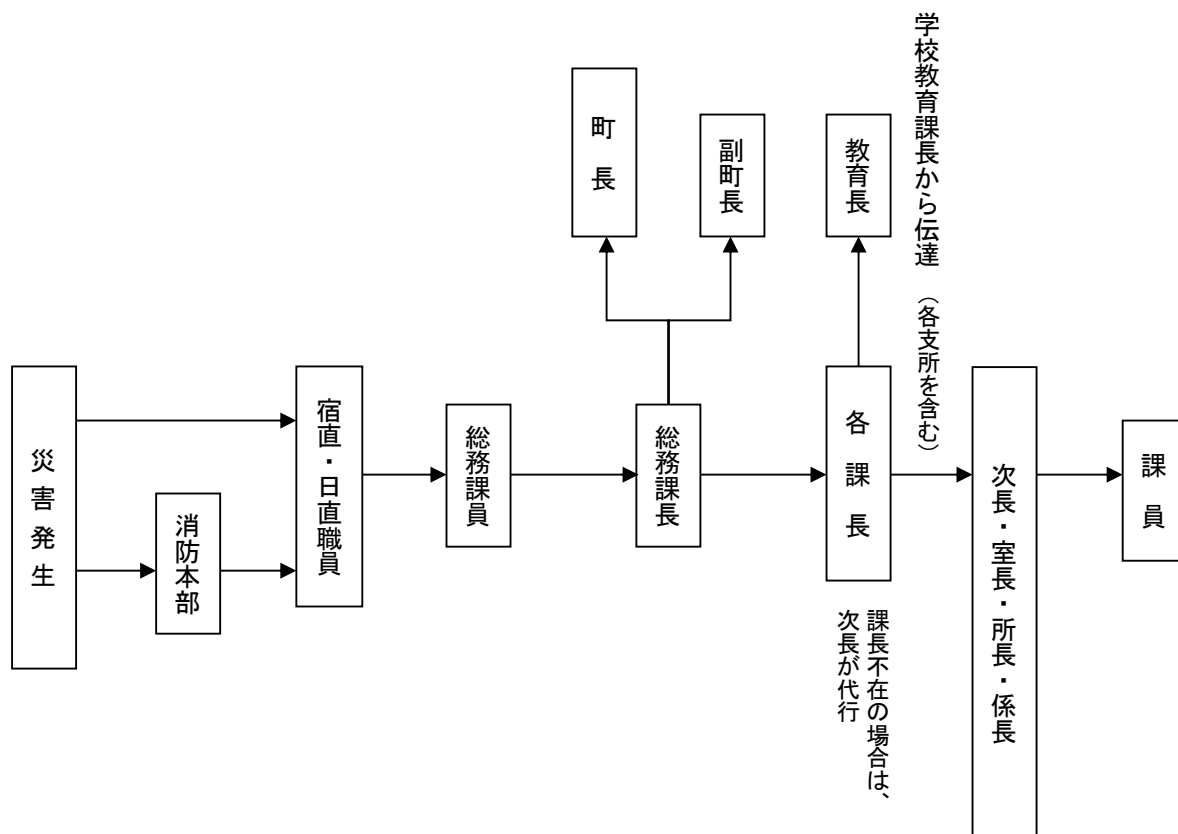 災害発生
消防本部
宿直・日直職員
総務課員
総務課長
町長
副町長
教育長
学校教育課長から伝達
各課長
（各支所を含む）
課長不在の場合は、
次長が代行
次長・室長・所長・係長
課員